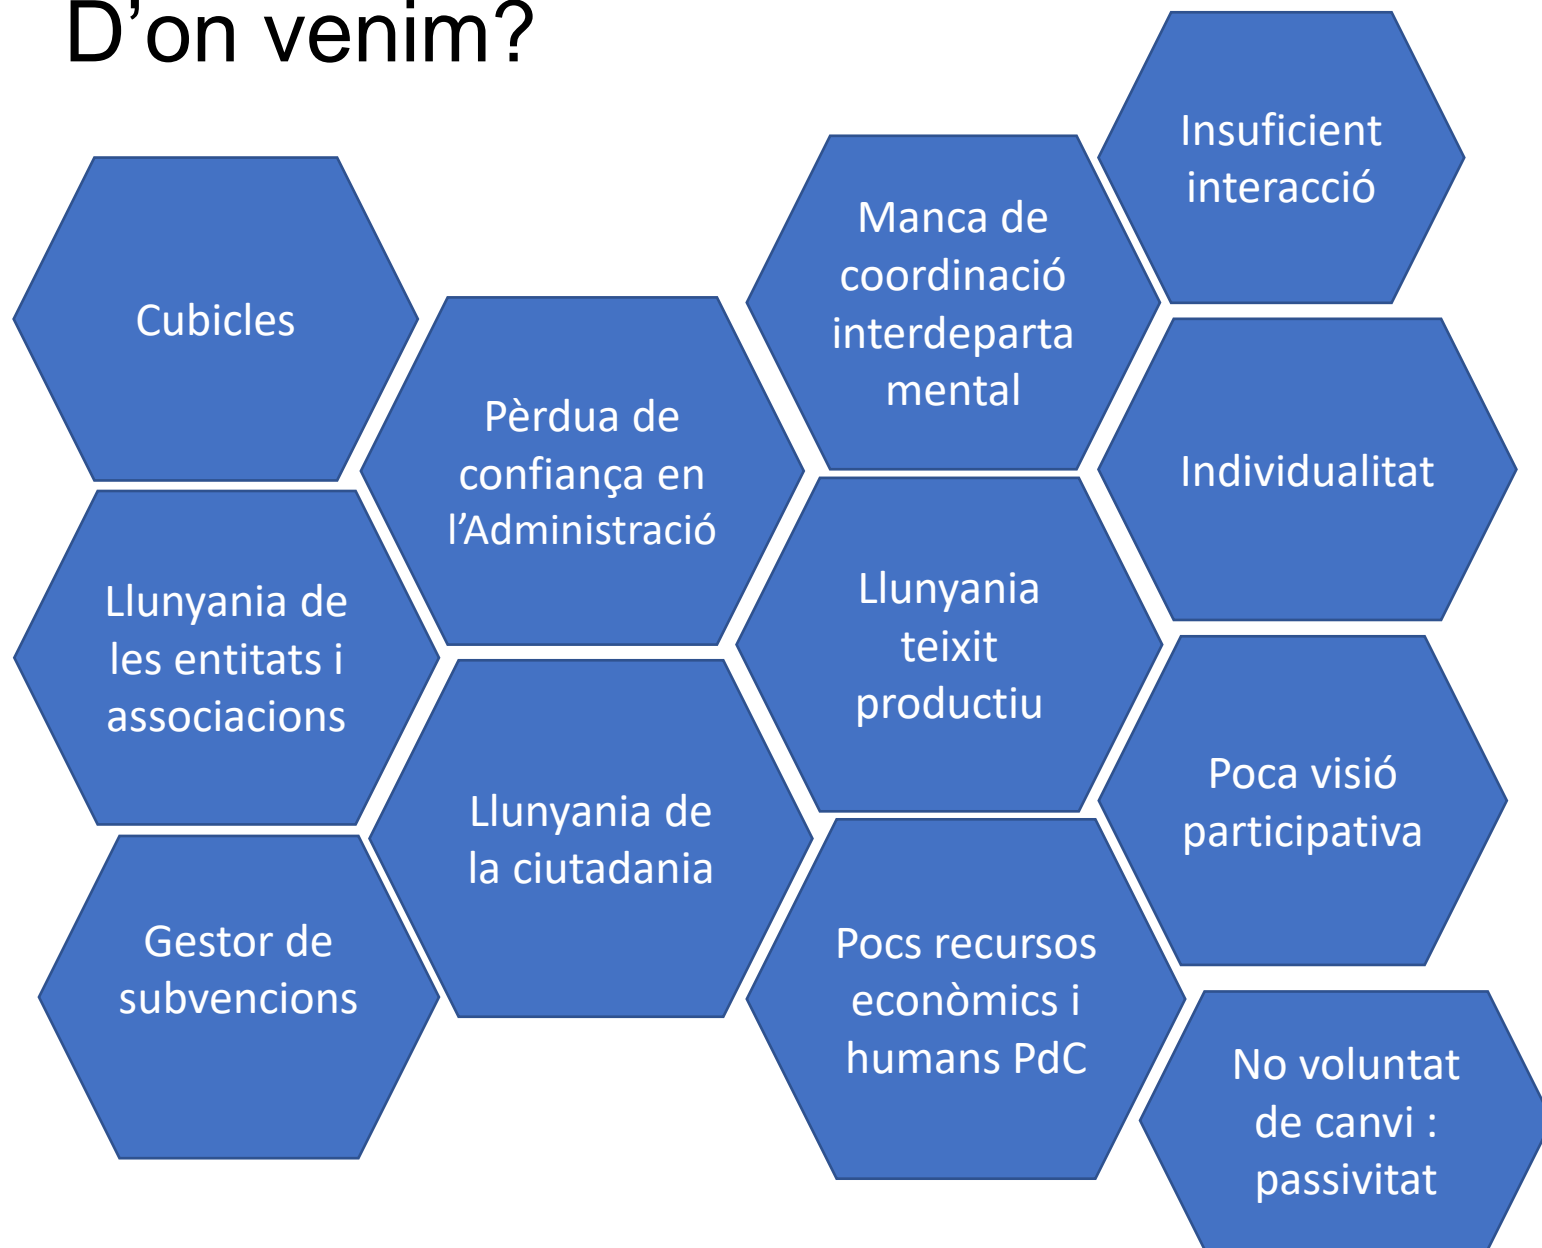 D’on venim?
Cubicles
Llunyania de
les entitats i
associacions
Gestor de
subvencions
Pèrdua de
confiança en
l’Administració
Llunyania de
la ciutadania
Manca de
coordinació
interdeparta
mental
Llunyania
teixit
productiu
Pocs recursos
econòmics i
humans PdC
Insuficient
interacció
Individualitat
Poca visió
participativa
No voluntat
de canvi :
passivitat